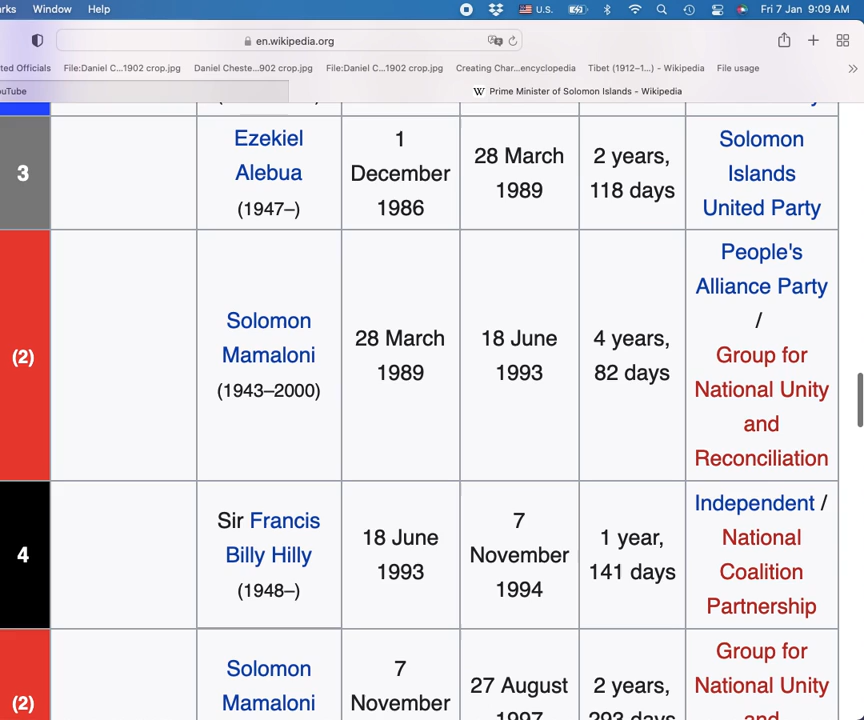 rks Window Help U.S. Fri 7 Jan 9:09 AM
en.wikipedia.org
ted Officials File:Daniel C...1902 crop.jpg Daniel Cheste...902 crop.jpg File:Daniel C...1902 crop.jpg Creating Char...encyclopedia Tibet (1912–1...) - Wikipedia File usage
ouTube W Prime Minister of Solomon Islands - Wikipedia
3
Ezekiel
Alebua
(1947–)
1
December
1986
28 March
1989
2 years,
118 days
Solomon
Islands
United Party
(2)
Solomon
Mamaloni
(1943–2000)
28 March
1989
18 June
1993
4 years,
82 days
People's
Alliance Party
/
Group for
National Unity
and
Reconciliation
4
Sir Francis
Billy Hilly
(1948–)
18 June
1993
7
November
1994
1 year,
141 days
Independent /
National
Coalition
Partnership
(2)
Solomon
Mamaloni
7
November
27 August
1997
2 years,
293 days
Group for
National Unity
and